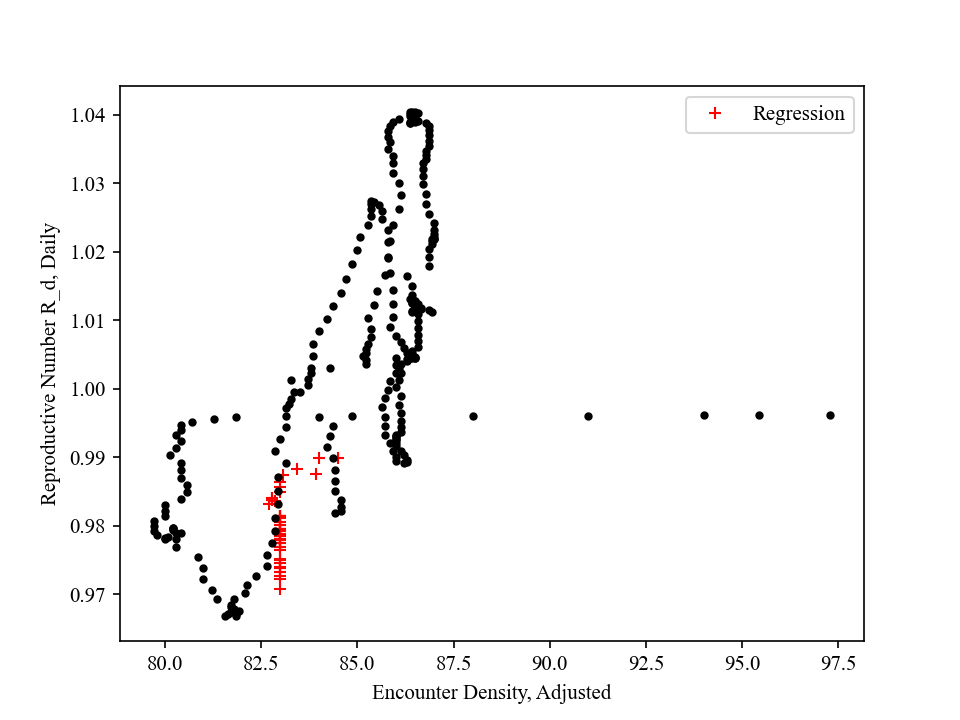 Regression
1.04
1.03
1.02
1.01
1.00
0.99
0.98
0.97
Reproductive Number R_d, Daily
80.0 82.5 85.0 87.5 90.0 92.5 95.0 97.5
Encounter Density, Adjusted